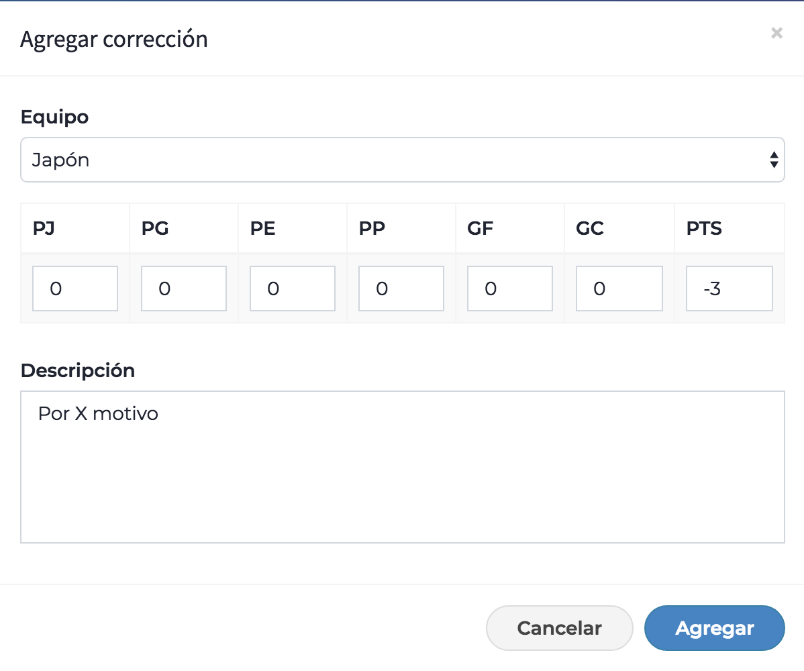 Agregar corrección
×
Equipo
Japón
PJ PG PE PP GF GC PTS
0 0 0 0 0 0 -3
Descripción
Por X motivo
Cancelar Agregar